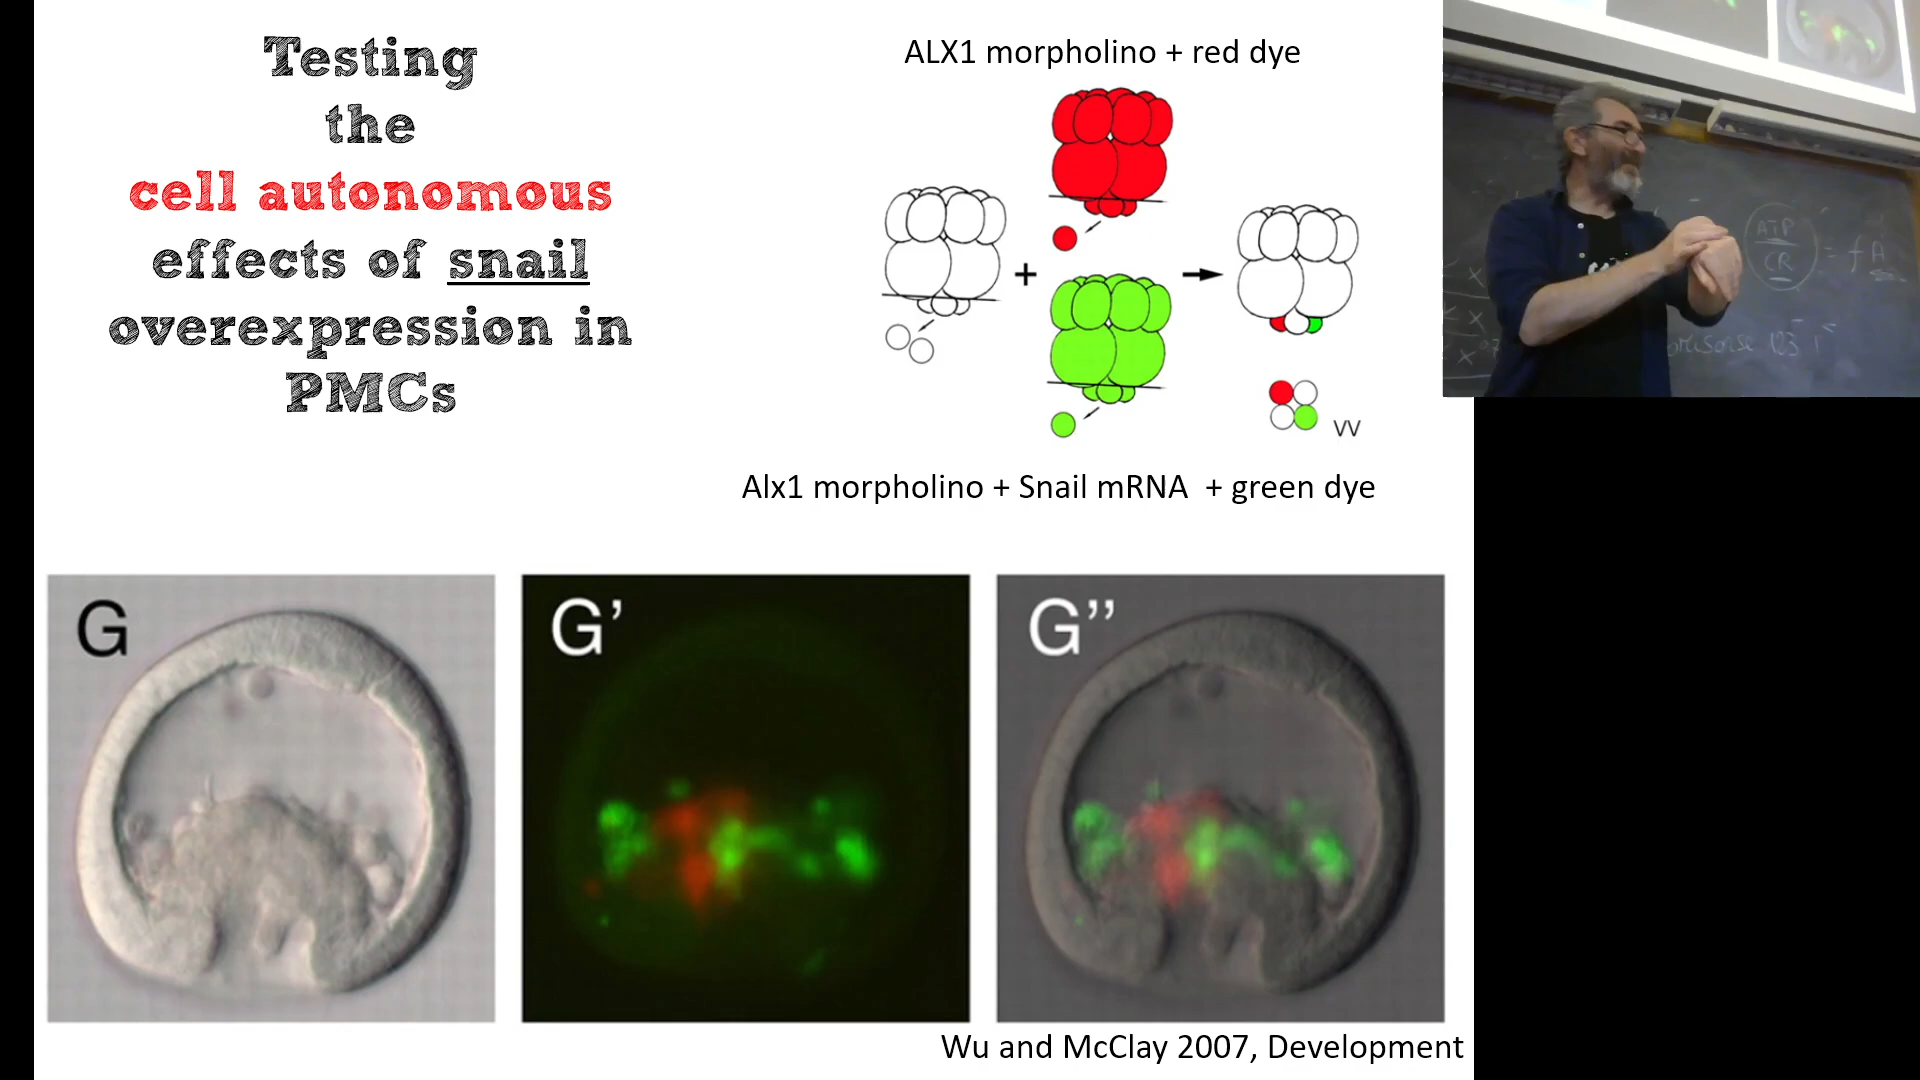 Testing
the
cell autonomous
effects of snail
overexpression in
PMCs
ALX1 morpholino + red dye
+
VV
Alx1 morpholino + Snail mRNA + green dye
G
G’
G’’
Wu and McClay 2007, Development
ATP
CR
= f A